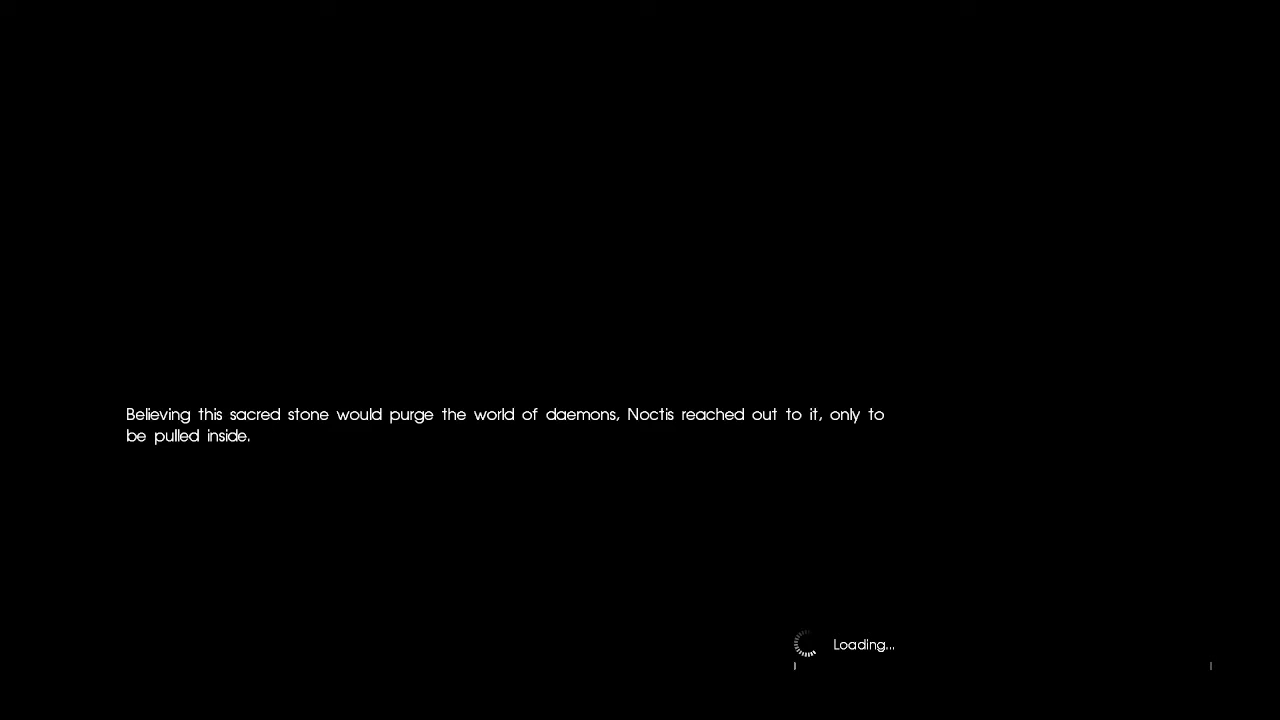 Believing this sacred stone would purge the world of daemons, Noctis reached out to it, only to
be pulled inside.
Loading...